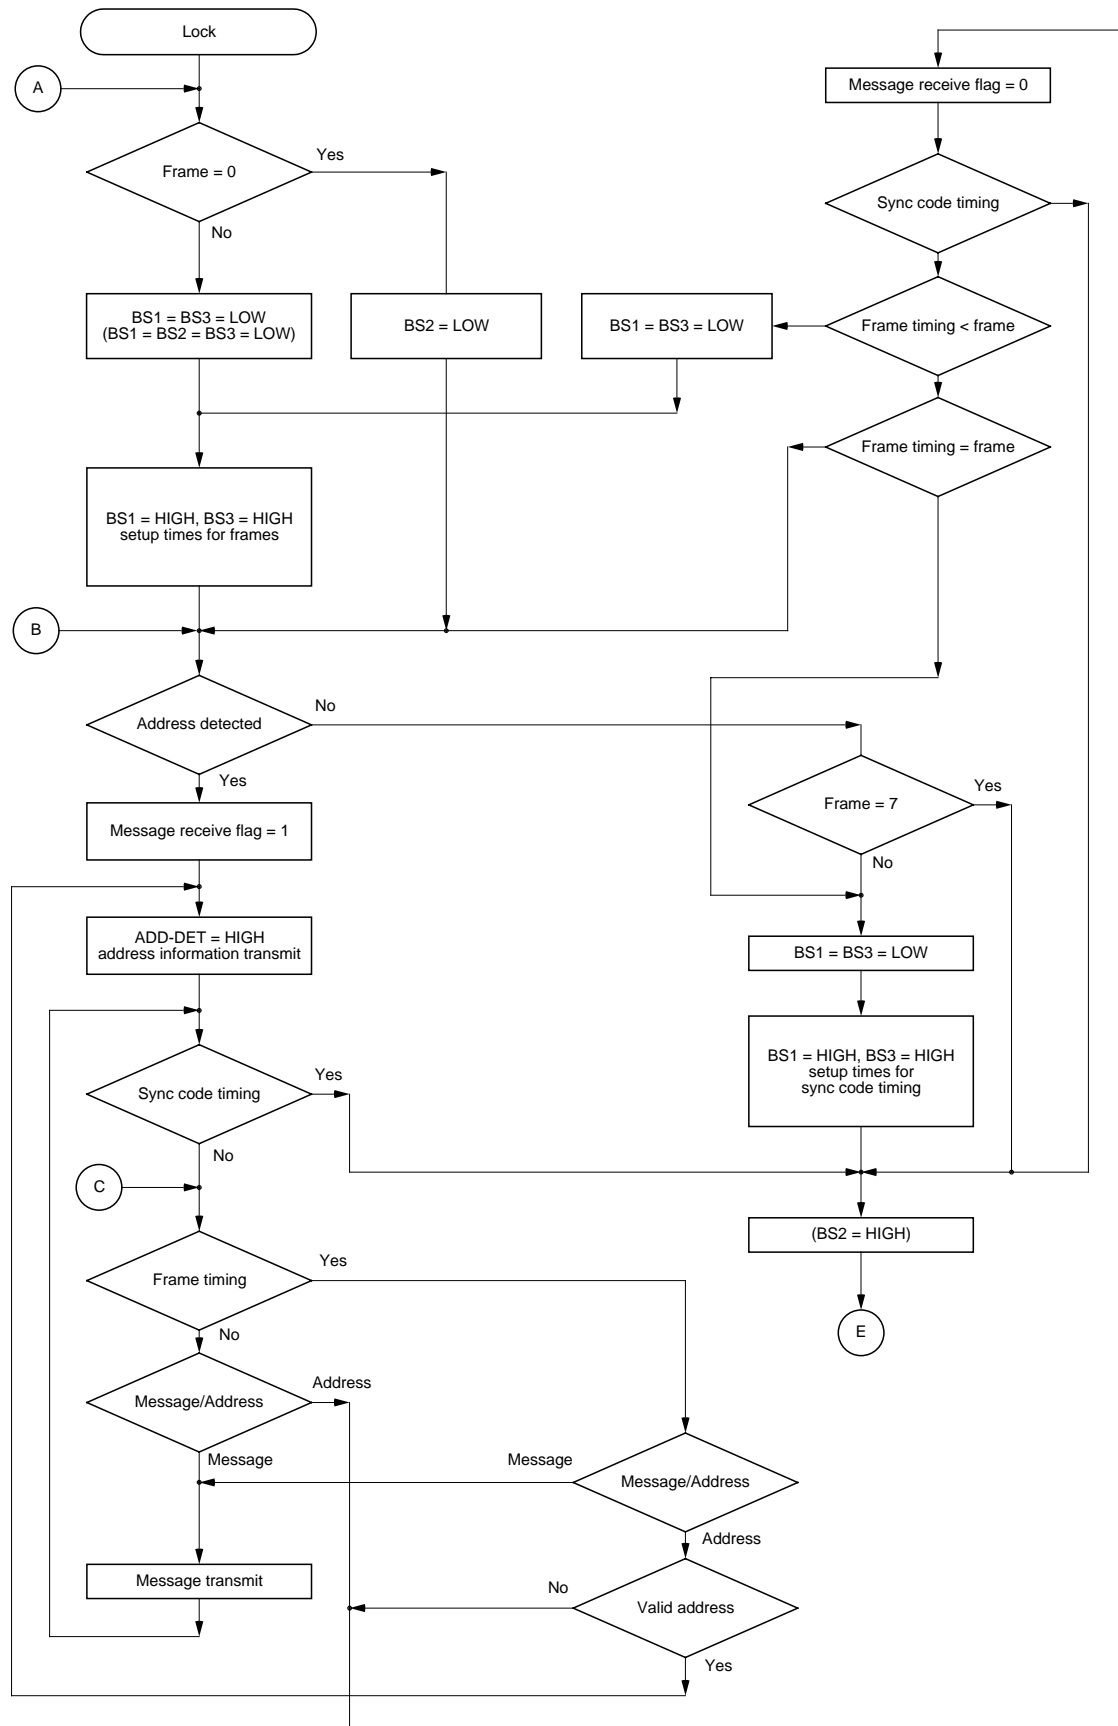 Lock
A
Message receive flag = 0
Frame = 0
Yes
No
Sync code timing
BS1 = BS3 = LOW
(BS1 = BS2 = BS3 = LOW)
BS2 = LOW
BS1 = BS3 = LOW
Frame timing < frame
Frame timing = frame
BS1 = HIGH, BS3 = HIGH
setup times for frames
B
Address detected
No
Yes
Frame = 7
Yes
No
Message receive flag = 1
ADD-DET = HIGH
address information transmit
BS1 = BS3 = LOW
BS1 = HIGH, BS3 = HIGH
setup times for
sync code timing
Sync code timing
Yes
No
C
(BS2 = HIGH)
E
Frame timing
Yes
No
Message/Address
Address
Message
Message
Message/Address
Address
Message transmit
No
Valid address
Yes